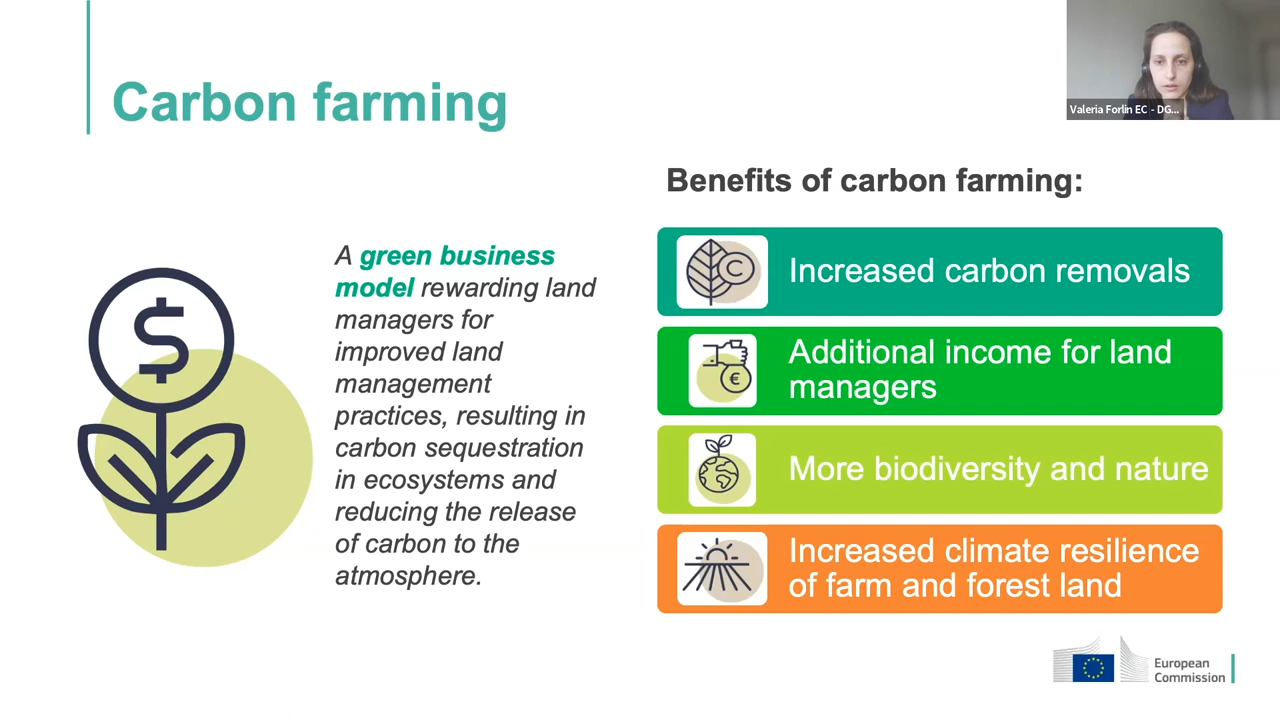 Carbon farming
Valeria Forlin EC - DG...
Benefits of carbon farming:
A green business
model rewarding land
managers for
improved land
management
practices, resulting in
carbon sequestration
in ecosystems and
reducing the release
of carbon to the
atmosphere.
$
C
Increased carbon removals
€
Additional income for land
managers
More biodiversity and nature
Increased climate resilience
of farm and forest land
European
Commission